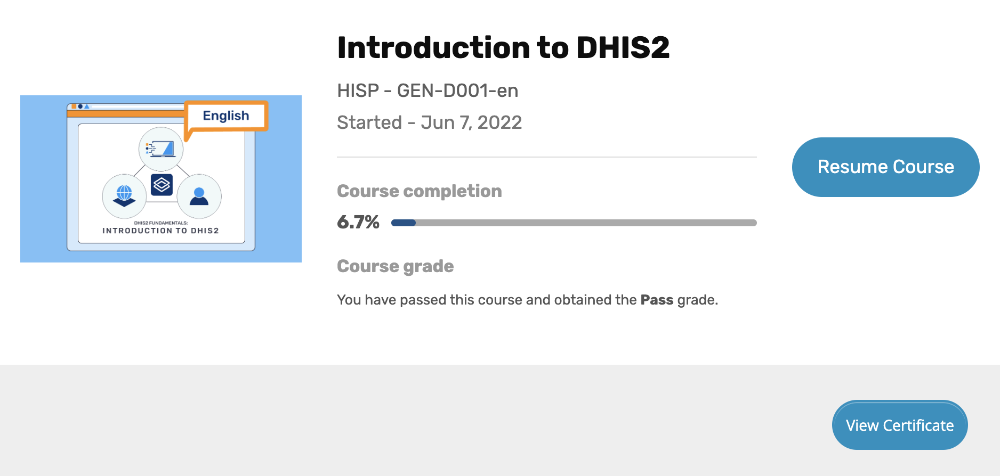 English
DHIS2 FUNDAMENTALS:
INTRODUCTION TO DHIS2
Introduction to DHIS2
HISP - GEN-D001-en
Started - Jun 7, 2022
Course completion
6.7%
Course grade
You have passed this course and obtained the Pass grade.
Resume Course
View Certificate